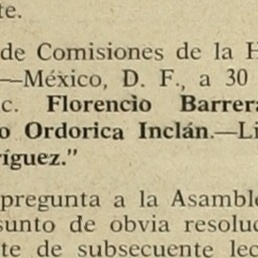 te.
de Comisiones de la H
—México, D. F., a 30
c. Florencio Barrera
o Ordorica Inclán.—Li
ríguez."
pregunta a la Asamble
sunto de obvia resoluc
te de subsecuente lec